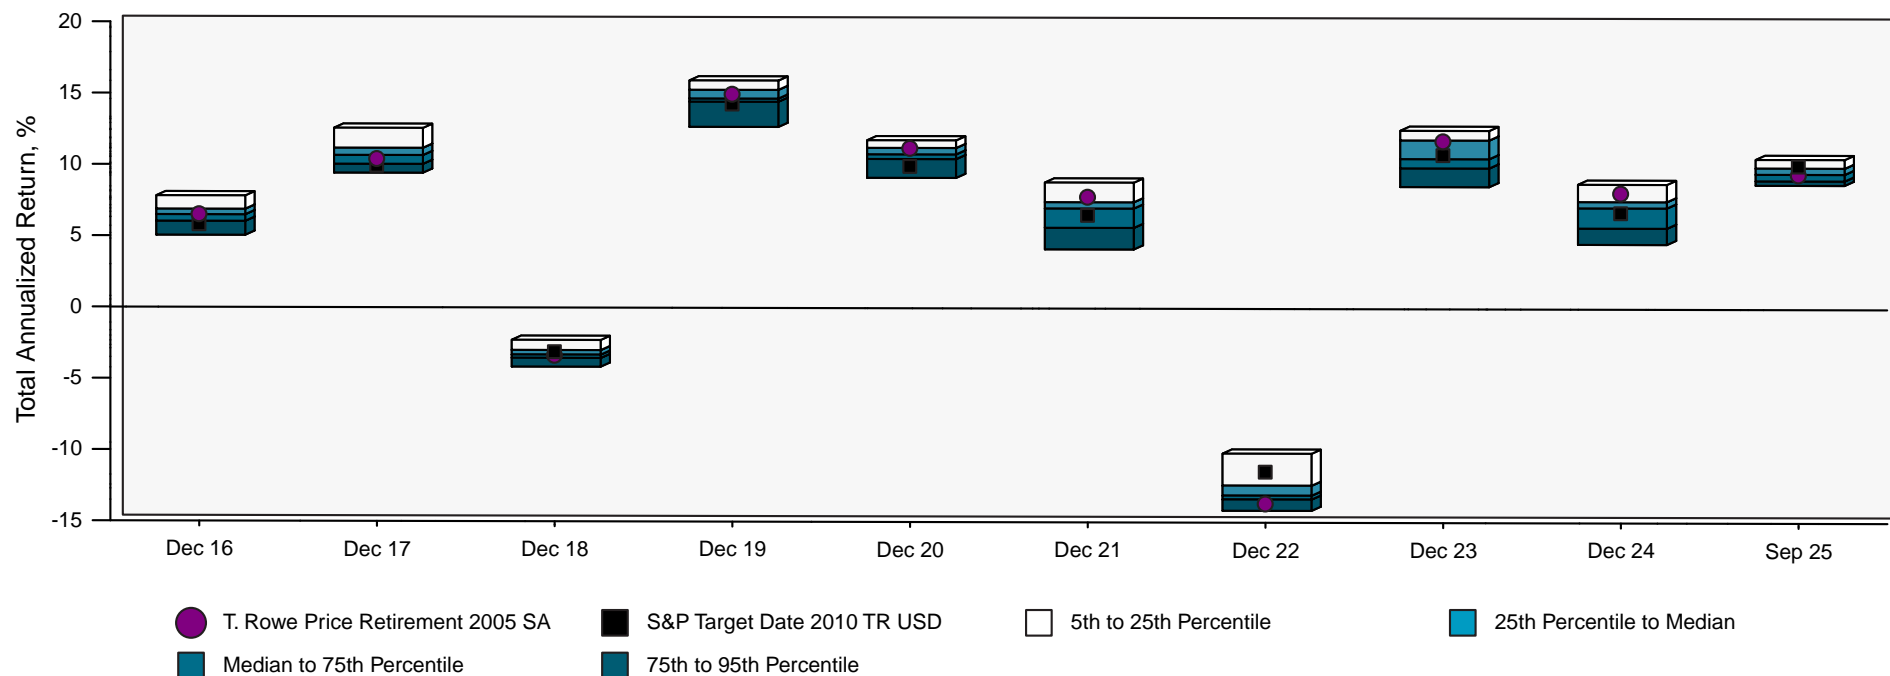 20
15
10
5
0
-5
-10
-15
Total Annualized Return, %
Dec 16 Dec 17 Dec 18 Dec 19 Dec 20 Dec 21 Dec 22 Dec 23 Dec 24 Sep 25
T. Rowe Price Retirement 2005 SA S&P Target Date 2010 TR USD 5th to 25th Percentile 25th Percentile to Median
Median to 75th Percentile 75th to 95th Percentile